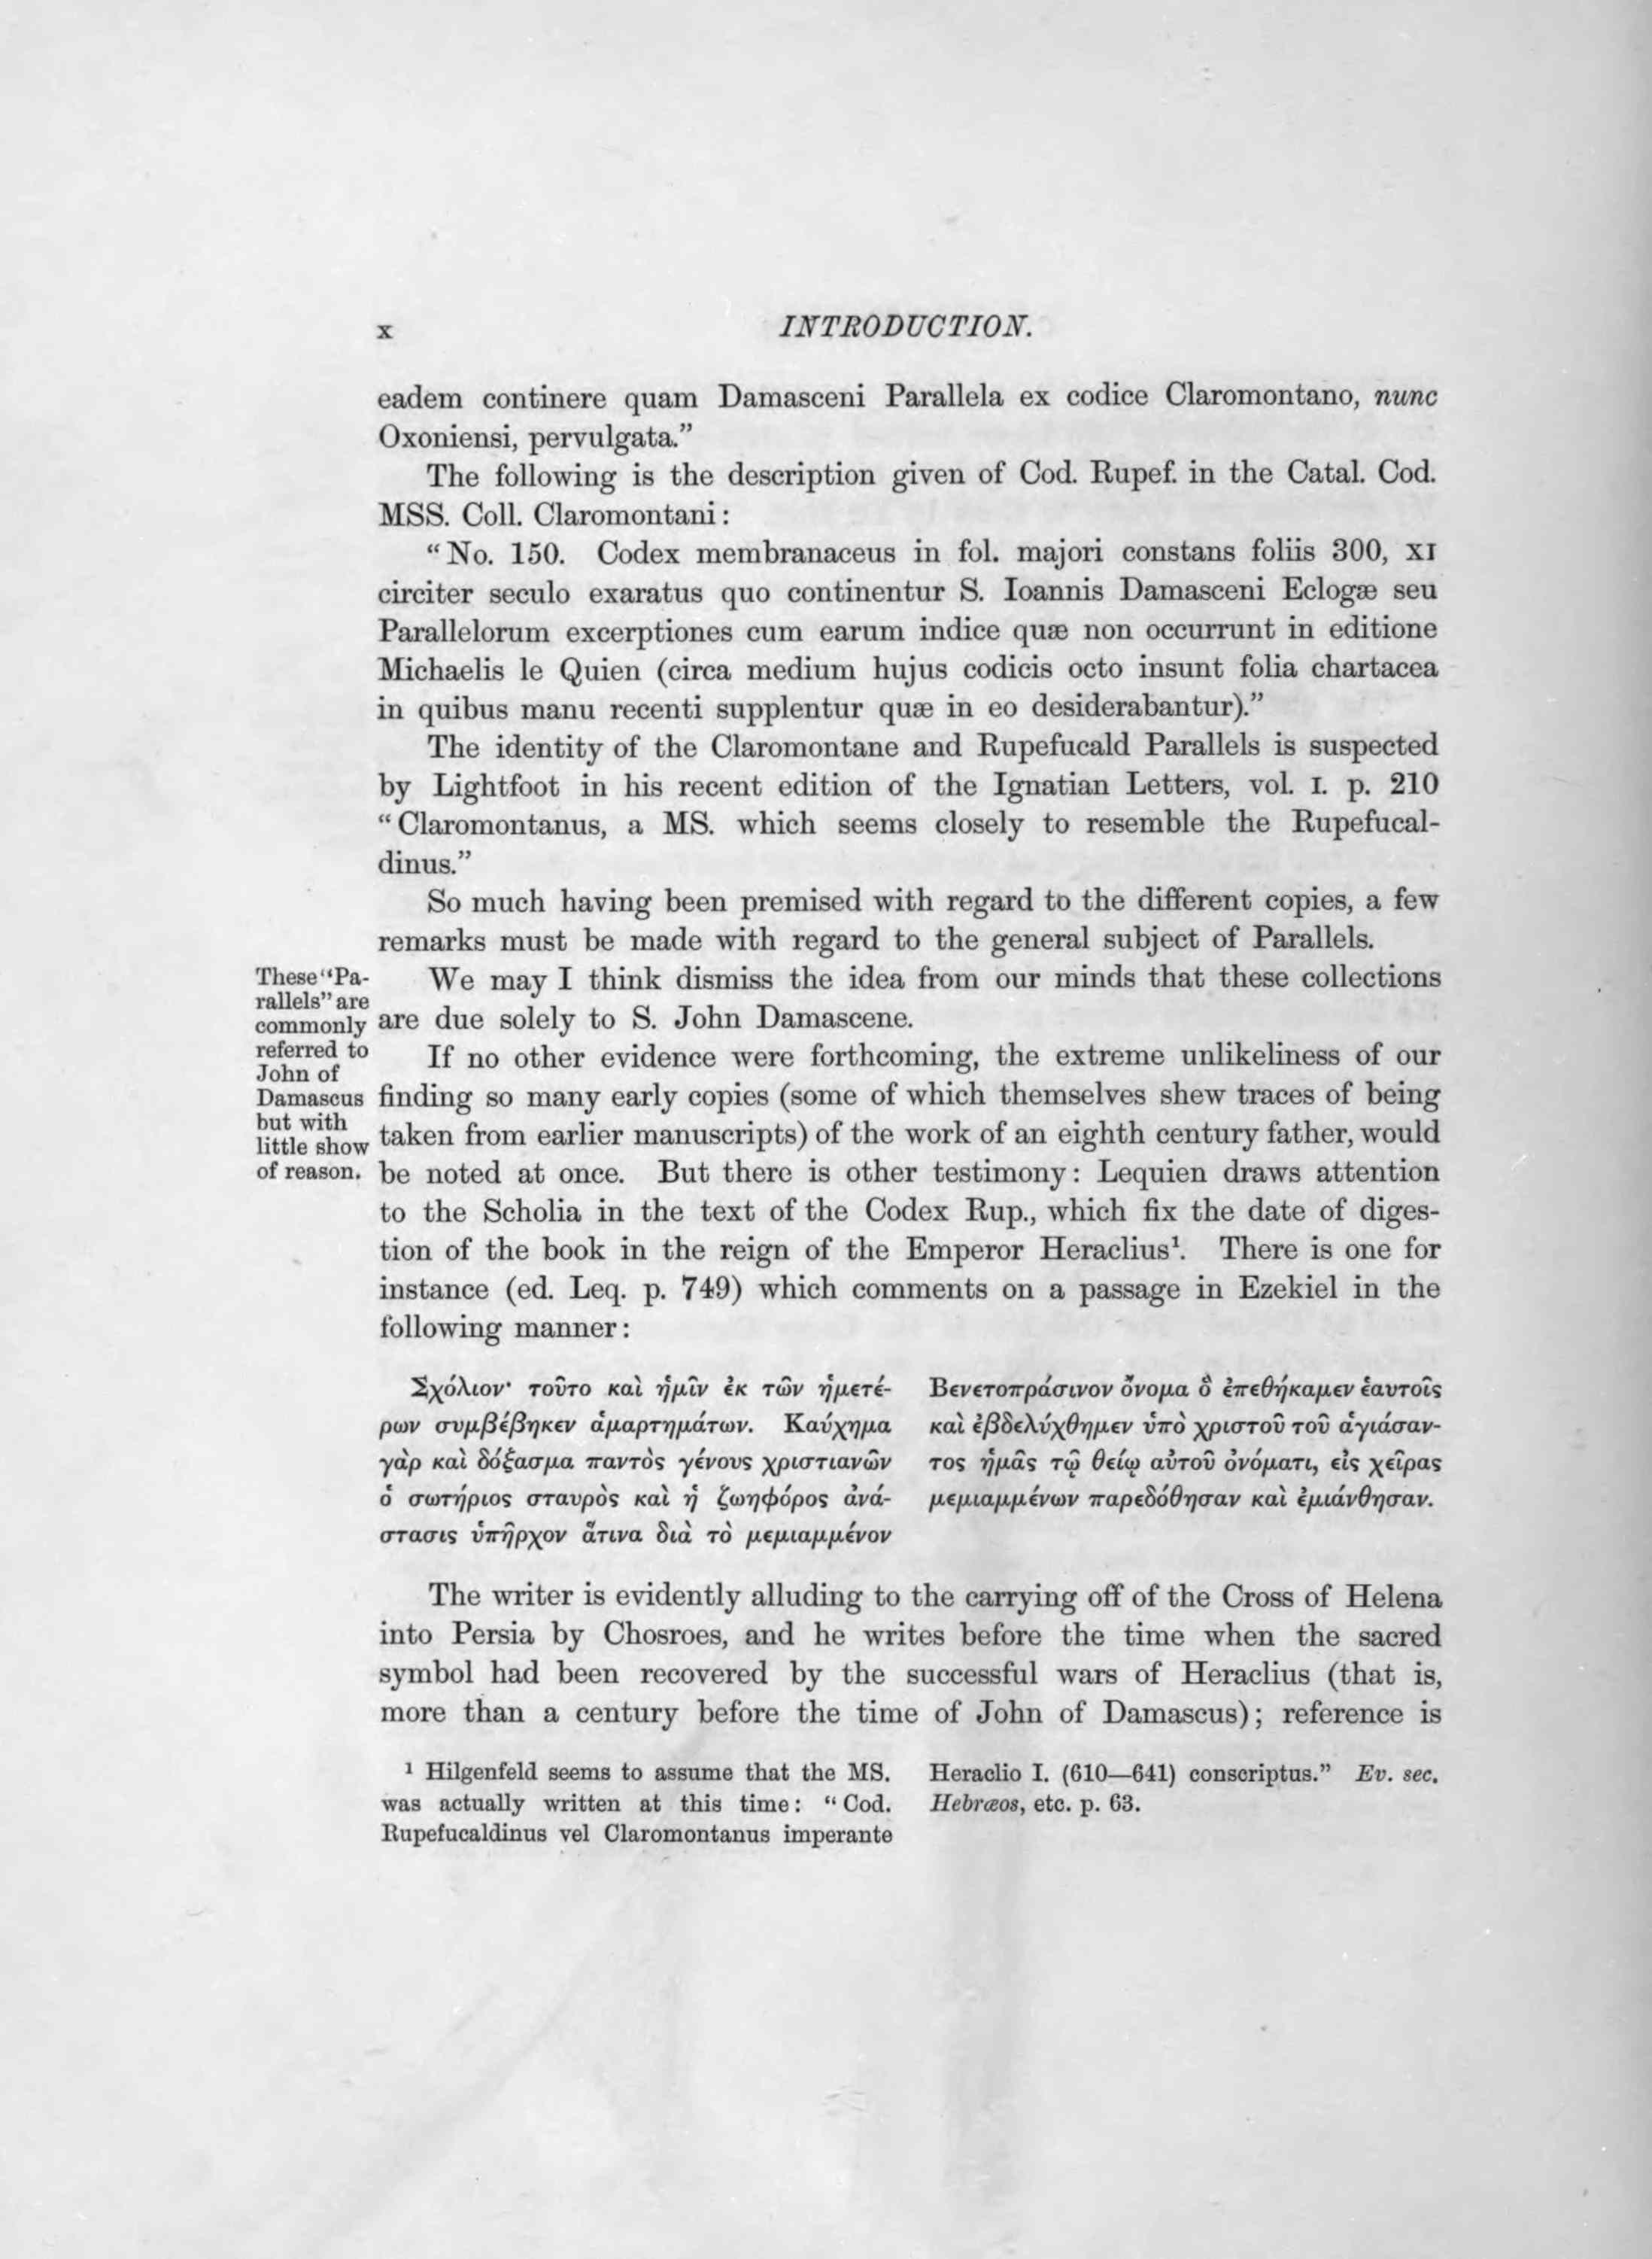 x
INTRODUCTION.
eadem continere quam Damasceni Parallela ex codice Claromontano, nunc
Oxoniensi, pervulgata.”
The following is the description given of Cod. Rupef. in the Catal. Cod.
MSS. Coll. Claromontani:
“No. 150. Codex membranaceus in fol. majori constans foliis 300, XI
circiter seculo exaratus quo continentur S. Ioannis Damasceni Eclogæ seu
Parallelorum excerptiones cum earum indice quæ non occurrunt in editione
Michaelis le Quien (circa medium hujus codicis octo insunt folia chartacea
in quibus manu recenti supplentur quæ in eo desiderabantur).”
The identity of the Claromontane and Rupefucald Parallels is suspected
by Lightfoot in his recent edition of the Ignatian Letters, vol. I. p. 210
“Claromontanus, a MS. which seems closely to resemble the Rupefucal-
dinus.”
So much having been premised with regard to the different copies, a few
remarks must be made with regard to the general subject of Parallels.
These “Pa-
rallels” are
commonly
referred to
John of
Damascus
but with
little show
of reason.
We may I think dismiss the idea from our minds that these collections
are due solely to S. John Damascene.
If no other evidence were forthcoming, the extreme unlikeliness of our
finding so many early copies (some of which themselves shew traces of being
taken from earlier manuscripts) of the work of an eighth century father, would
be noted at once. But there is other testimony: Lequien draws attention
to the Scholia in the text of the Codex Rup., which fix the date of diges-
tion of the book in the reign of the Emperor Heraclius¹. There is one for
instance (ed. Leq. p. 749) which comments on a passage in Ezekiel in the
following manner:
Σχόλιον· τοῦτο καὶ ἡμῖν ἐκ τῶν ἡμετέ-
ρων συμβέβηκεν ἁμαρτημάτων. Καύχημα
γὰρ καὶ δόξασμα παντὸς γένους χριστιανῶν
ὁ σωτήριος σταυρὸς καὶ ἡ ζωηφόρος ἀνά-
στασις ὑπῆρχον ἅτινα διὰ τὸ μεμιαμμένον
Βενετοπράσινον ὄνομα ὃ ἐπεθήκαμεν ἑαυτοῖς
καὶ ἐβδελύχθημεν ὑπὸ χριστοῦ τοῦ ἁγιάσαν-
τος ἡμᾶς τῷ θείῳ αὐτοῦ ὀνόματι, εἰς χεῖρας
μεμιαμμένων παρεδόθησαν καὶ ἐμιάνθησαν.
The writer is evidently alluding to the carrying off of the Cross of Helena
into Persia by Chosroes, and he writes before the time when the sacred
symbol had been recovered by the successful wars of Heraclius (that is,
more than a century before the time of John of Damascus); reference is
¹ Hilgenfeld seems to assume that the MS.
was actually written at this time: “Cod.
Rupefucaldinus vel Claromontanus imperante
Heraclio I. (610—641) conscriptus.” Ev. sec.
Hebræos, etc. p. 63.